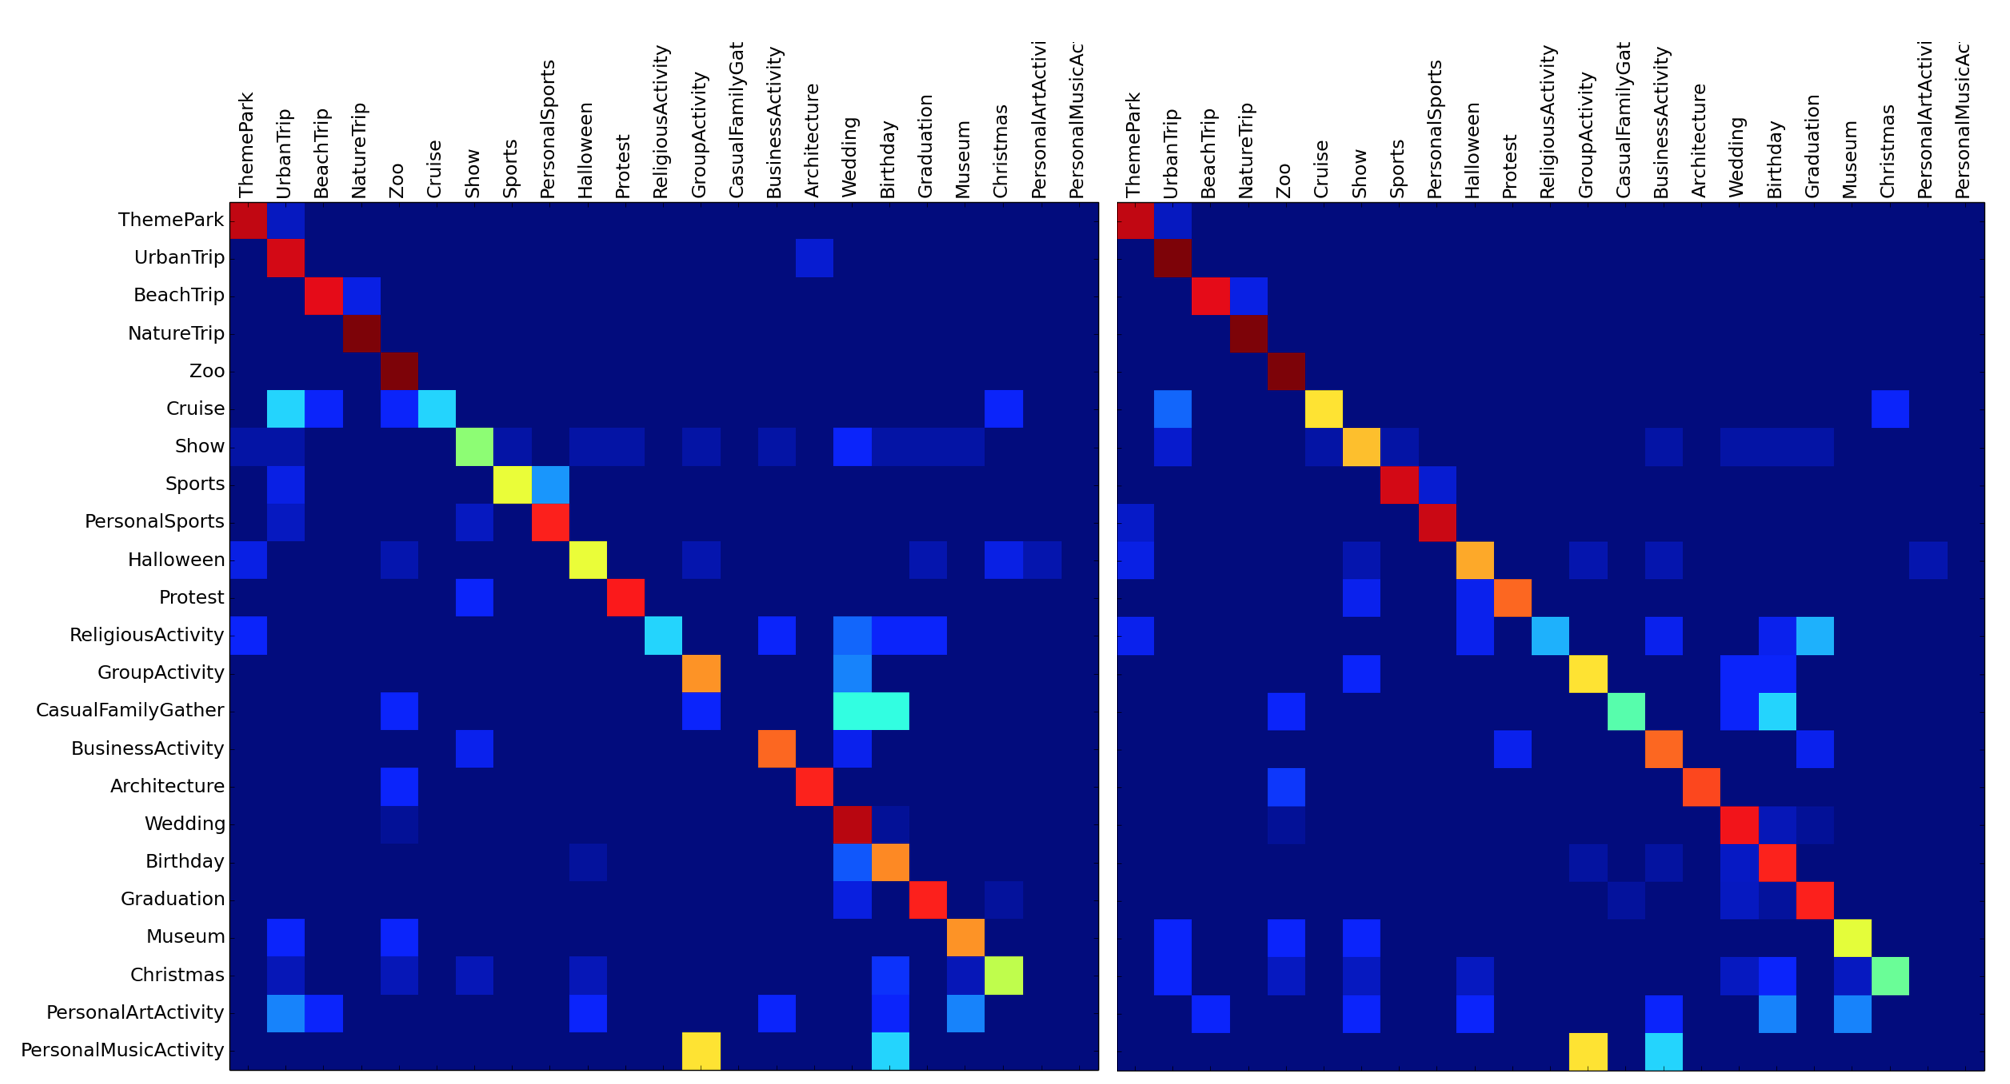 ThemePark
UrbanTrip
BeachTrip
NatureTrip
Zoo
Cruise
Show
Sports
PersonalSports
Halloween
Protest
ReligiousActivity
GroupActivity
CasualFamilyGat
BusinessActivity
Architecture
Wedding
Birthday
Graduation
Museum
Christmas
PersonalArtActivi
PersonalMusicAc
ThemePark
UrbanTrip
BeachTrip
NatureTrip
Zoo
Cruise
Show
Sports
PersonalSports
Halloween
Protest
ReligiousActivity
GroupActivity
CasualFamilyGat
BusinessActivity
Architecture
Wedding
Birthday
Graduation
Museum
Christmas
PersonalArtActivi
PersonalMusicAc
ThemePark
UrbanTrip
BeachTrip
NatureTrip
Zoo
Cruise
Show
Sports
PersonalSports
Halloween
Protest
ReligiousActivity
GroupActivity
CasualFamilyGather
BusinessActivity
Architecture
Wedding
Birthday
Graduation
Museum
Christmas
PersonalArtActivity
PersonalMusicActivity